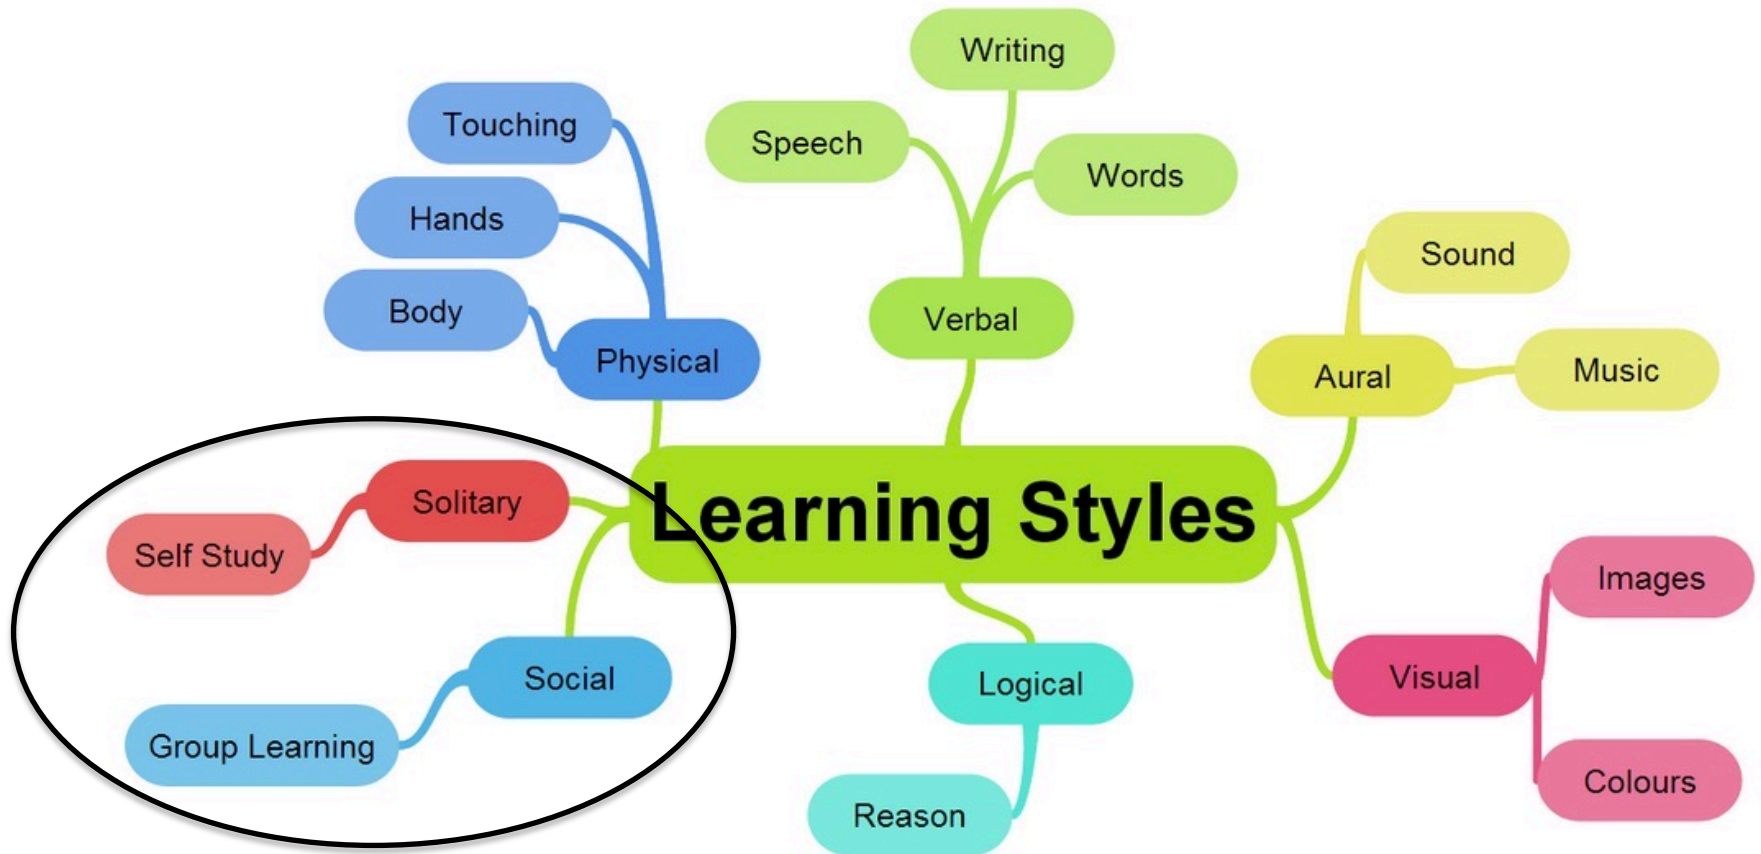 Writing
Touching
Speech
Words
Hands
Sound
Body
Verbal
Physical
Aural
Music
Solitary
Learning Styles
Self Study
Images
Social
Logical
Visual
Group Learning
Reason
Colours